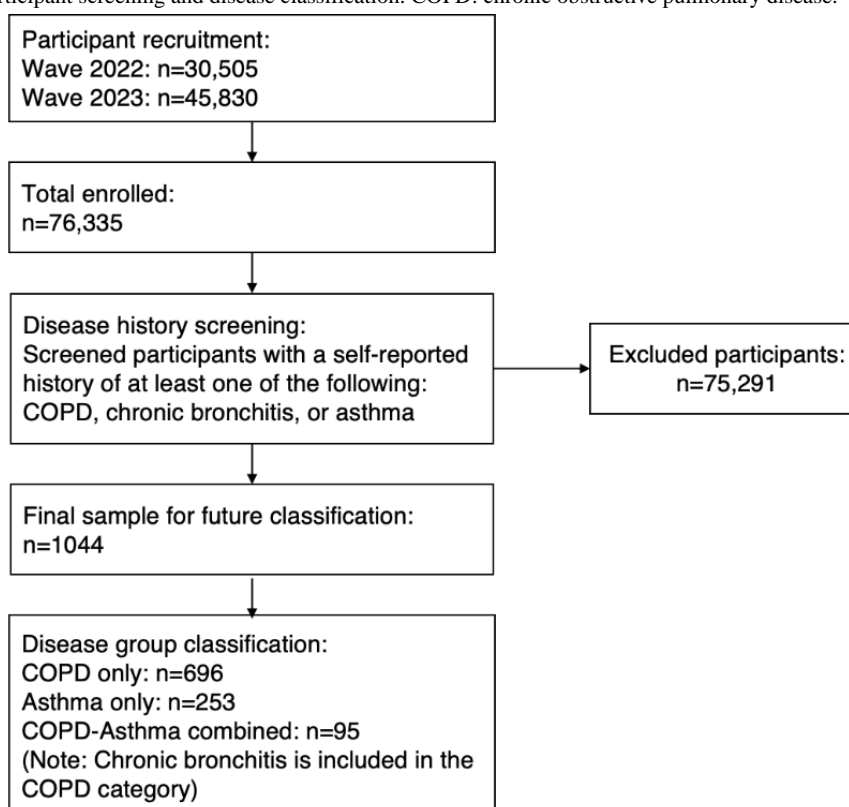 participant screening and disease classification. COPD: chronic obstructive pulmonary disease.
Participant recruitment:
Wave 2022: n=30,505
Wave 2023: n=45,830
Total enrolled:
n=76,335
Disease history screening:
Screened participants with a self-reported
history of at least one of the following:
COPD, chronic bronchitis, or asthma
Excluded participants:
n=75,291
Final sample for future classification:
n=1044
Disease group classification:
COPD only: n=696
Asthma only: n=253
COPD-Asthma combined: n=95
(Note: Chronic bronchitis is included in the
COPD category)